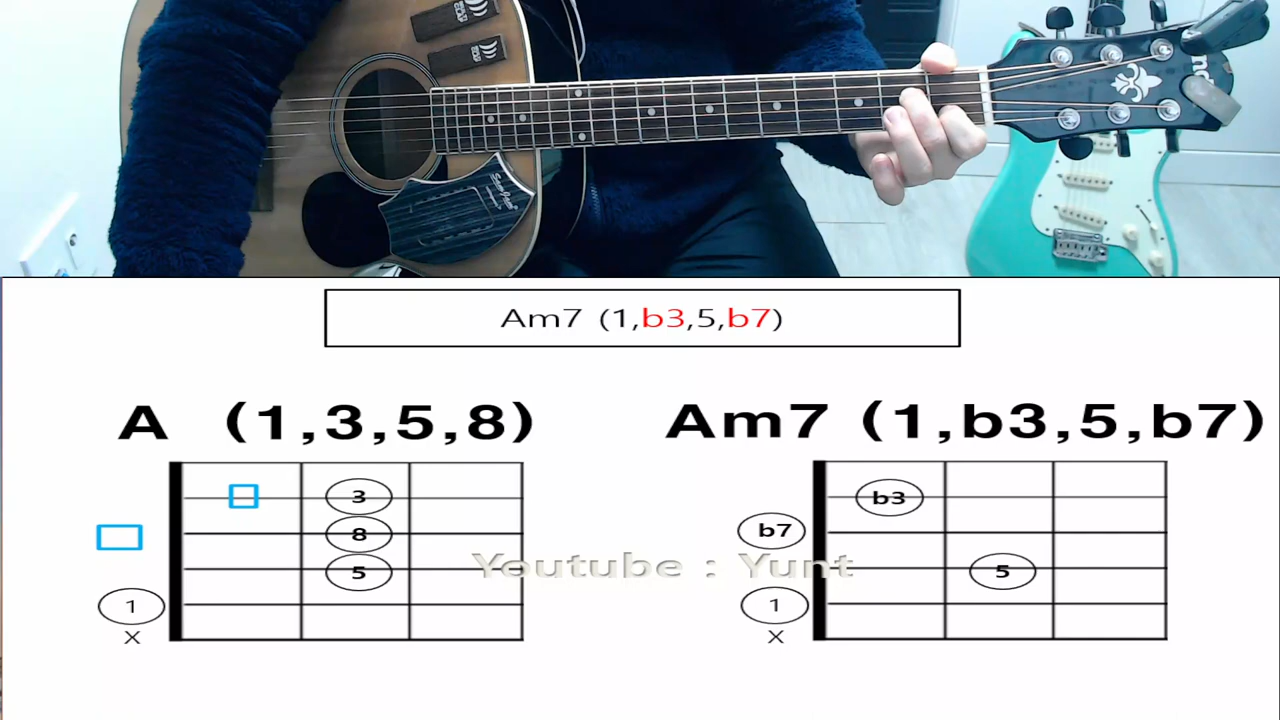 Am7 (1,b3,5,b7)
A (1,3,5,8)
Am7 (1,b3,5,b7)
3
8
5
1
X
b3
b7
5
1
X
Youtube : Yunt